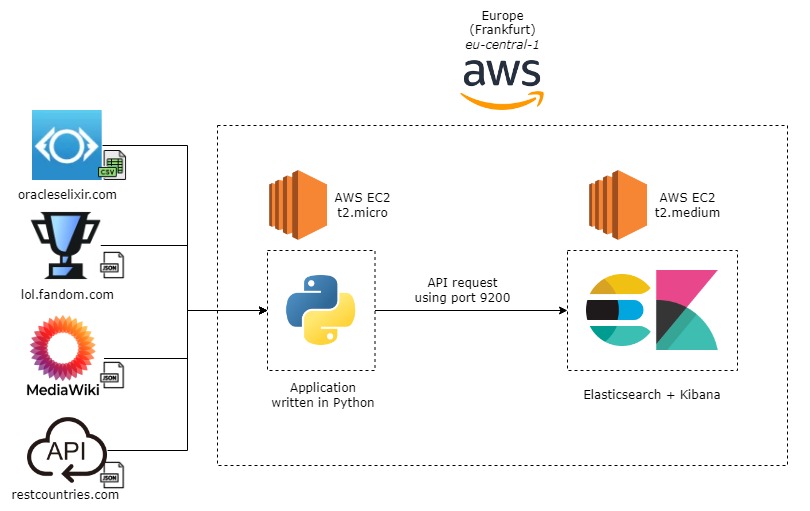 Europe
(Frankfurt)
eu-central-1
aws
CSV
oracleselixir.com
AWS EC2
t2.micro
AWS EC2
t2.medium
JSON
lol.fandom.com
API request
using port 9200
MediaWiki
JSON
Application
written in Python
Elasticsearch + Kibana
API
JSON
restcountries.com